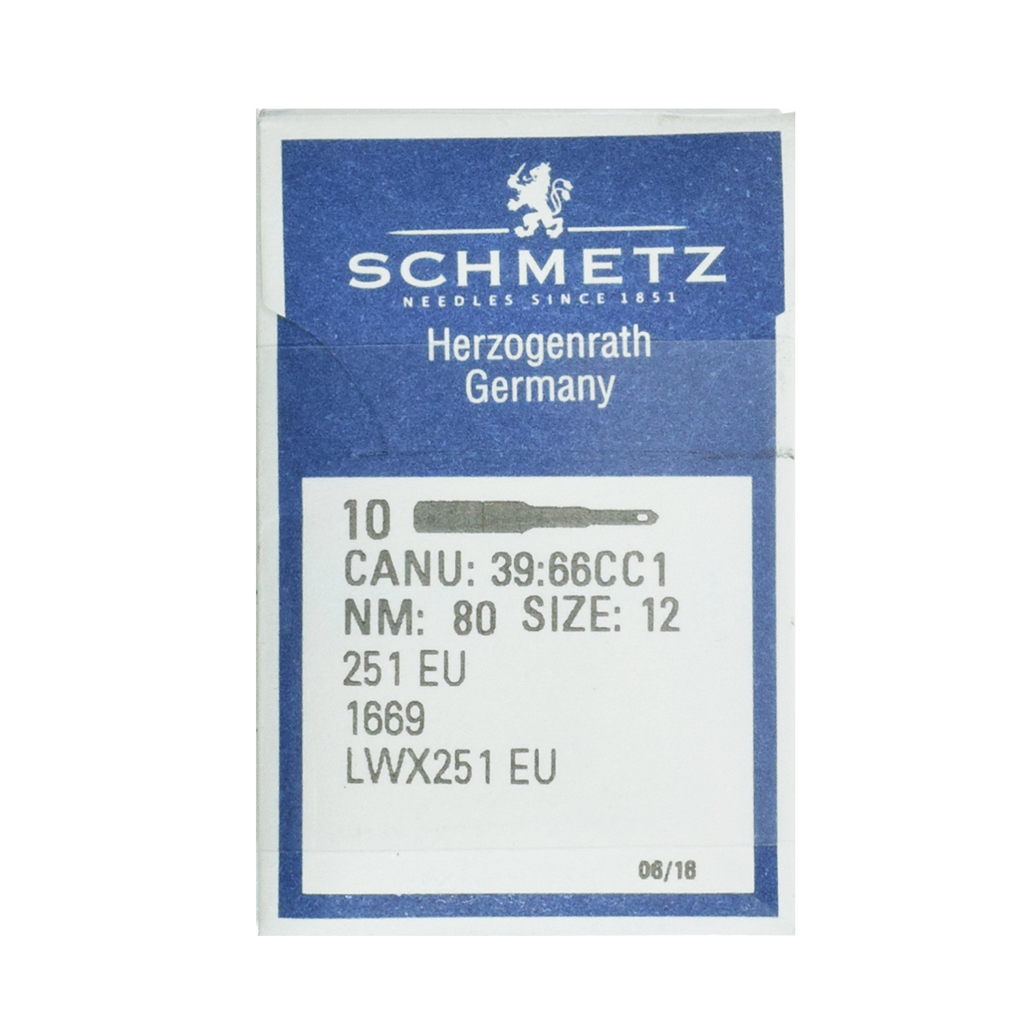 SCHMETZ
NEEDLES SINCE 1851
Herzogenrath
Germany
10
CANU: 39:66CC1
NM: 80 SIZE: 12
251 EU
1669
LWX251 EU
06/16